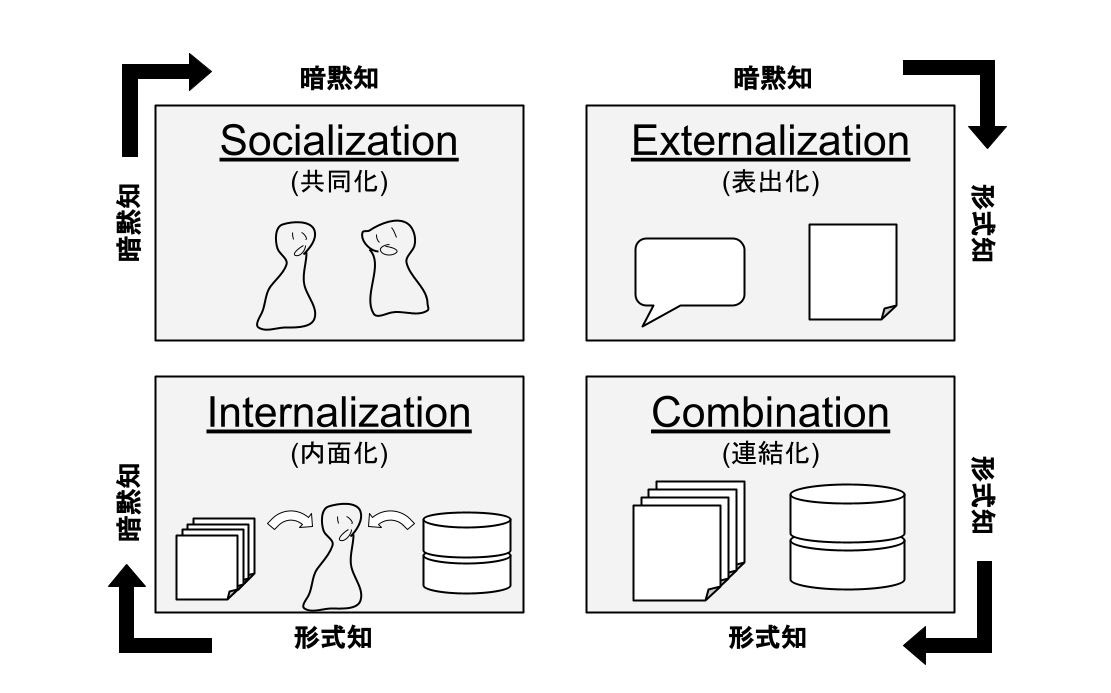 暗黙知
暗黙知
Socialization
(共同化)
暗黙知
Externalization
(表出化)
形式知
Internalization
(内面化)
暗黙知
形式知
Combination
(連結化)
形式知
形式知